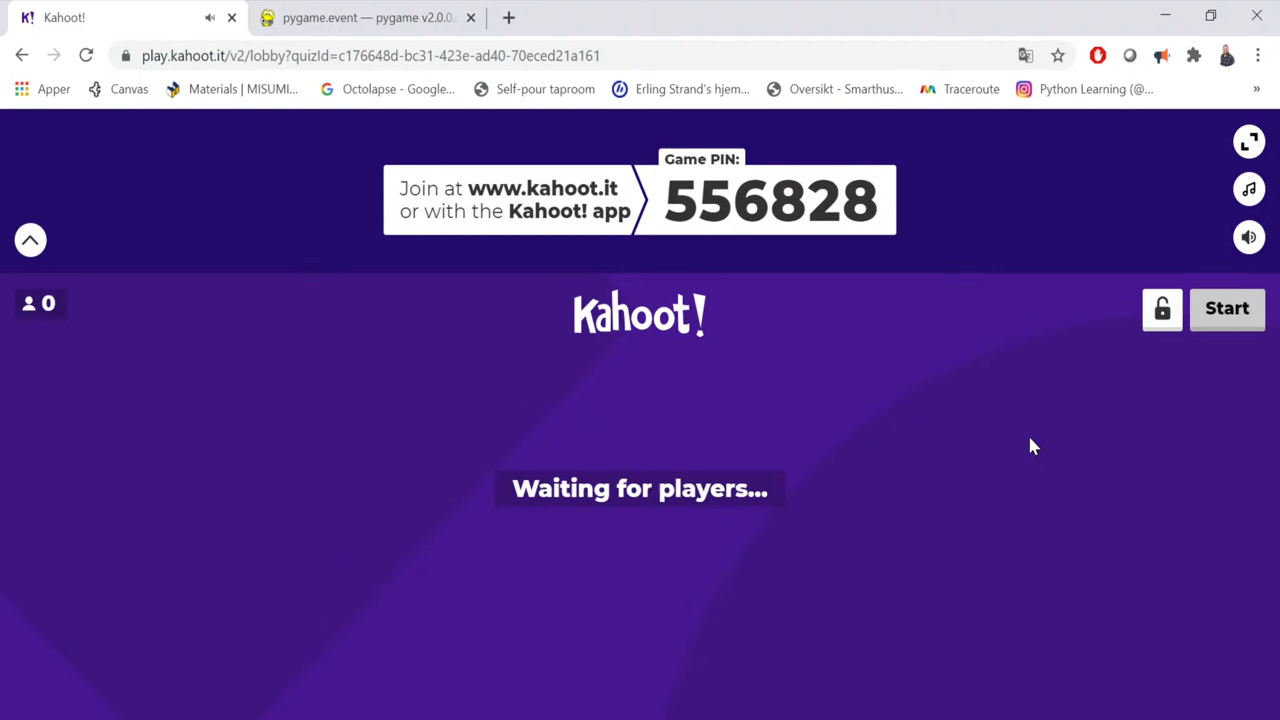 Kahoot!
pygame.event — pygame v2.0.0.
play.kahoot.it/v2/lobby?quizId=c176648d-bc31-423e-ad40-70eced21a161
Apper
Canvas
Materials | MISUMI...
Octolapse - Google...
Self-pour taproom
Erling Strand's hjem...
Oversikt - Smarthus...
Traceroute
Python Learning (@...
»
Join at www.kahoot.it
or with the Kahoot! app
Game PIN:
556828
0
Kahoot!
Start
Waiting for players...